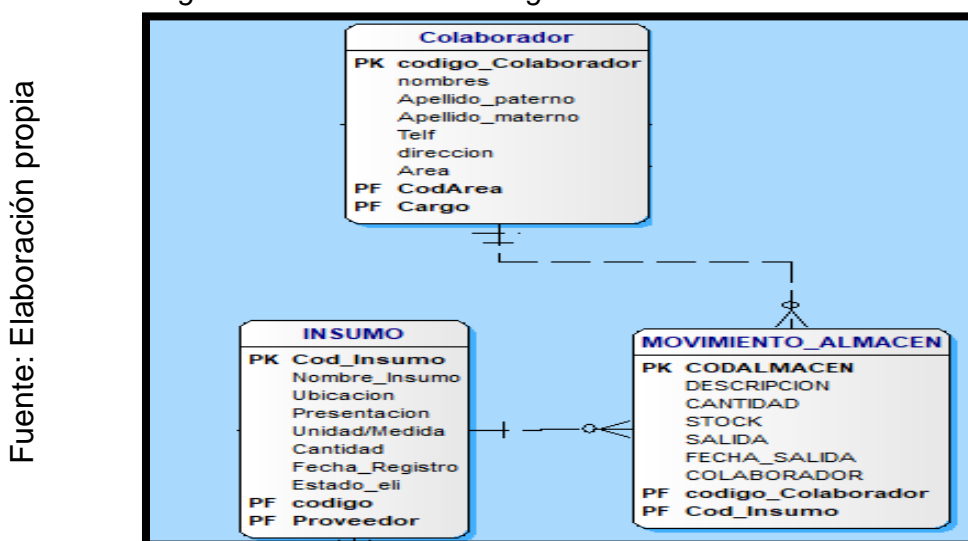 Fuente: Elaboración propia
Colaborador
PK codigo_Colaborador
nombres
Apellido_paterno
Apellido_materno
Telf
direccion
Area
PF CodArea
PF Cargo
INSUMO
PK Cod_Insumo
Nombre_Insumo
Ubicacion
Presentacion
Unidad/Medida
Cantidad
Fecha_Registro
Estado_eli
PF codigo
PF Proveedor
MOVIMIENTO_ALMACEN
PK CODALMACEN
DESCRIPCION
CANTIDAD
STOCK
SALIDA
FECHA_SALIDA
COLABORADOR
PF codigo_Colaborador
PF Cod_Insumo